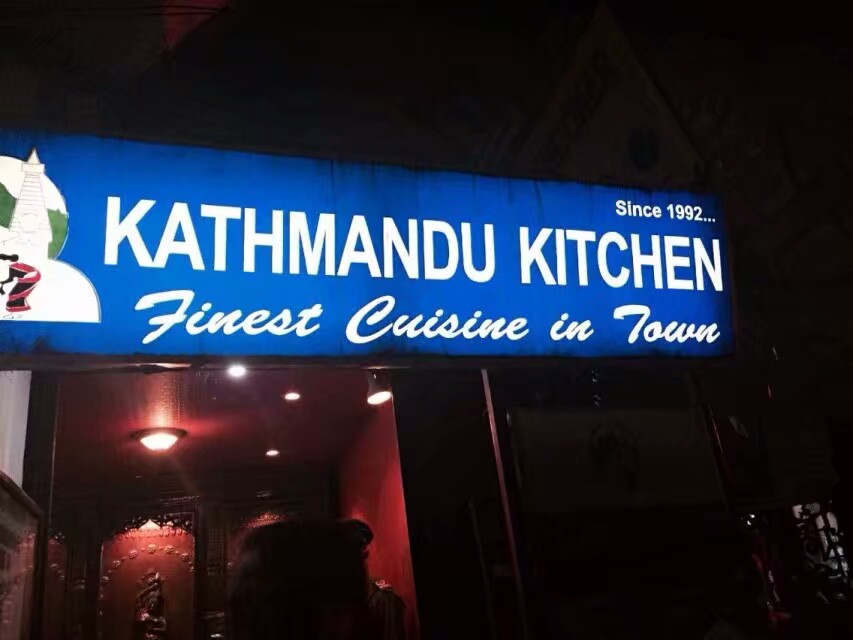 Since 1992...
KATHMANDU KITCHEN
Finest Cuisine in Town